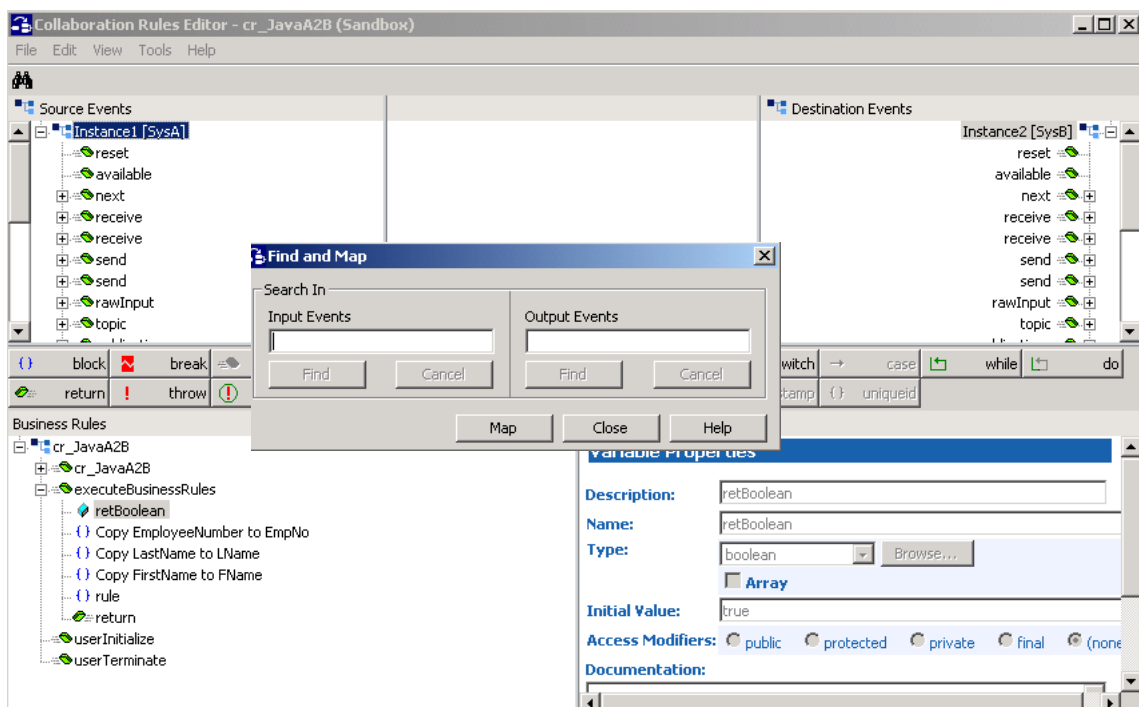 Collaboration Rules Editor - cr_JavaA2B (Sandbox)
File Edit View Tools Help
Source Events
Destination Events
Instance1 [SysA]
reset
available
next
receive
receive
send
send
rawInput
topic
Instance2 [SysB]
reset
available
next
receive
receive
send
send
rawInput
topic
Find and Map
Search In
Input Events
Output Events
Find Cancel
Find Cancel
Map Close Help
{} block break witch case while do
return ! throw tamp {} uniqueid
Business Rules
cr_JavaA2B
cr_JavaA2B
executeBusinessRules
retBoolean
{} Copy EmployeeNumber to EmpNo
{} Copy LastName to LName
{} Copy FirstName to FName
{} rule
return
userInitialize
userTerminate
Variable Properties
Description: retBoolean
Name: retBoolean
Type: boolean Browse...
Array
Initial Value: true
Access Modifiers: public protected private final (none
Documentation: